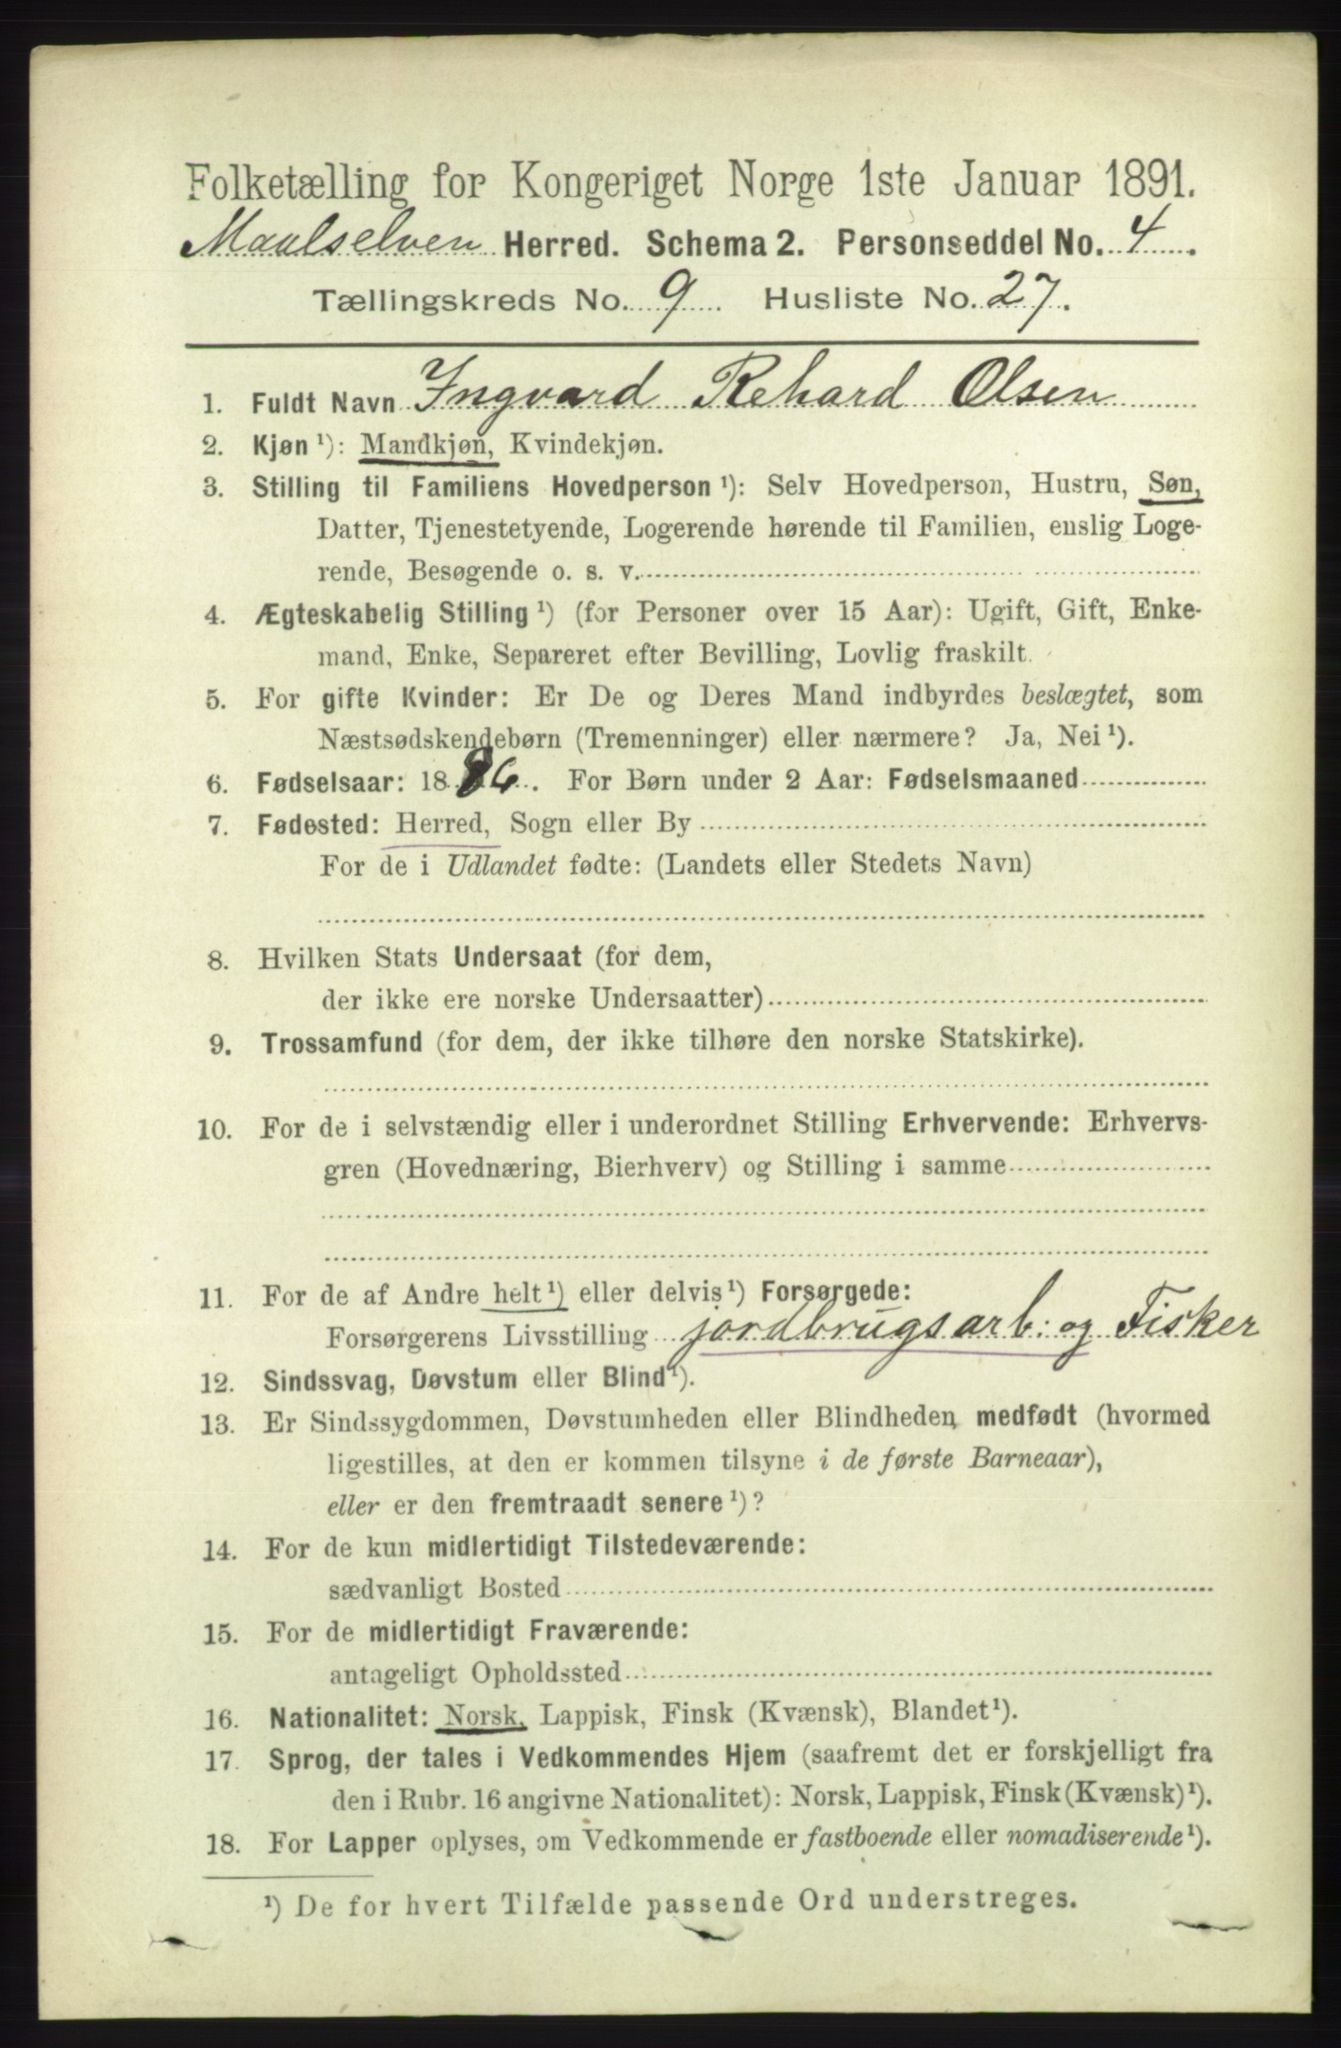 Folketælling for Kongeriget Norge 1ste Januar 1891.
Maalselven Herred. Schema 2. Personseddel No. 4.
Tællingskreds No. 9 Husliste No. 27.
1. Fuldt Navn Ingvard Rehard Olsen
2. Kjøn ¹): Mandkjøn, Kvindekjøn.
3. Stilling til Familiens Hovedperson ¹): Selv Hovedperson, Hustru, Søn,
Datter, Tjenestetyende, Logerende hørende til Familien, enslig Loge-
rende, Besøgende o. s. v.
4. Ægteskabelig Stilling ¹) (for Personer over 15 Aar): Ugift, Gift, Enke-
mand, Enke, Separeret efter Bevilling, Lovlig fraskilt.
5. For gifte Kvinder: Er De og Deres Mand indbyrdes beslægtet, som
Næstsødskendebørn (Tremenninger) eller nærmere? Ja, Nei ¹).
6. Fødselsaar: 1886. For Børn under 2 Aar: Fødselsmaaned
7. Fødested: Herred, Sogn eller By
For de i Udlandet fødte: (Landets eller Stedets Navn)
8. Hvilken Stats Undersaat (for dem,
der ikke ere norske Undersaatter)
9. Trossamfund (for dem, der ikke tilhøre den norske Statskirke).
10. For de i selvstændig eller i underordnet Stilling Erhvervende: Erhvervs-
gren (Hovednæring, Bierhverv) og Stilling i samme
11. For de af Andre helt ¹) eller delvis ¹) Forsørgede:
Forsørgerens Livsstilling jordbrugsarb: og Fisker
12. Sindssvag, Døvstum eller Blind ¹).
13. Er Sindssygdommen, Døvstumheden eller Blindheden medfødt (hvormed
ligestilles, at den er kommen tilsyne i de første Barneaar),
eller er den fremtraadt senere ¹)?
14. For de kun midlertidigt Tilstedeværende:
sædvanligt Bosted
15. For de midlertidigt Fraværende:
antageligt Opholdssted
16. Nationalitet: Norsk, Lappisk, Finsk (Kvænsk), Blandet ¹).
17. Sprog, der tales i Vedkommendes Hjem (saafremt det er forskjelligt fra
den i Rubr. 16 angivne Nationalitet): Norsk, Lappisk, Finsk (Kvænsk) ¹).
18. For Lapper oplyses, om Vedkommende er fastboende eller nomadiserende ¹).
¹) De for hvert Tilfælde passende Ord understreges.